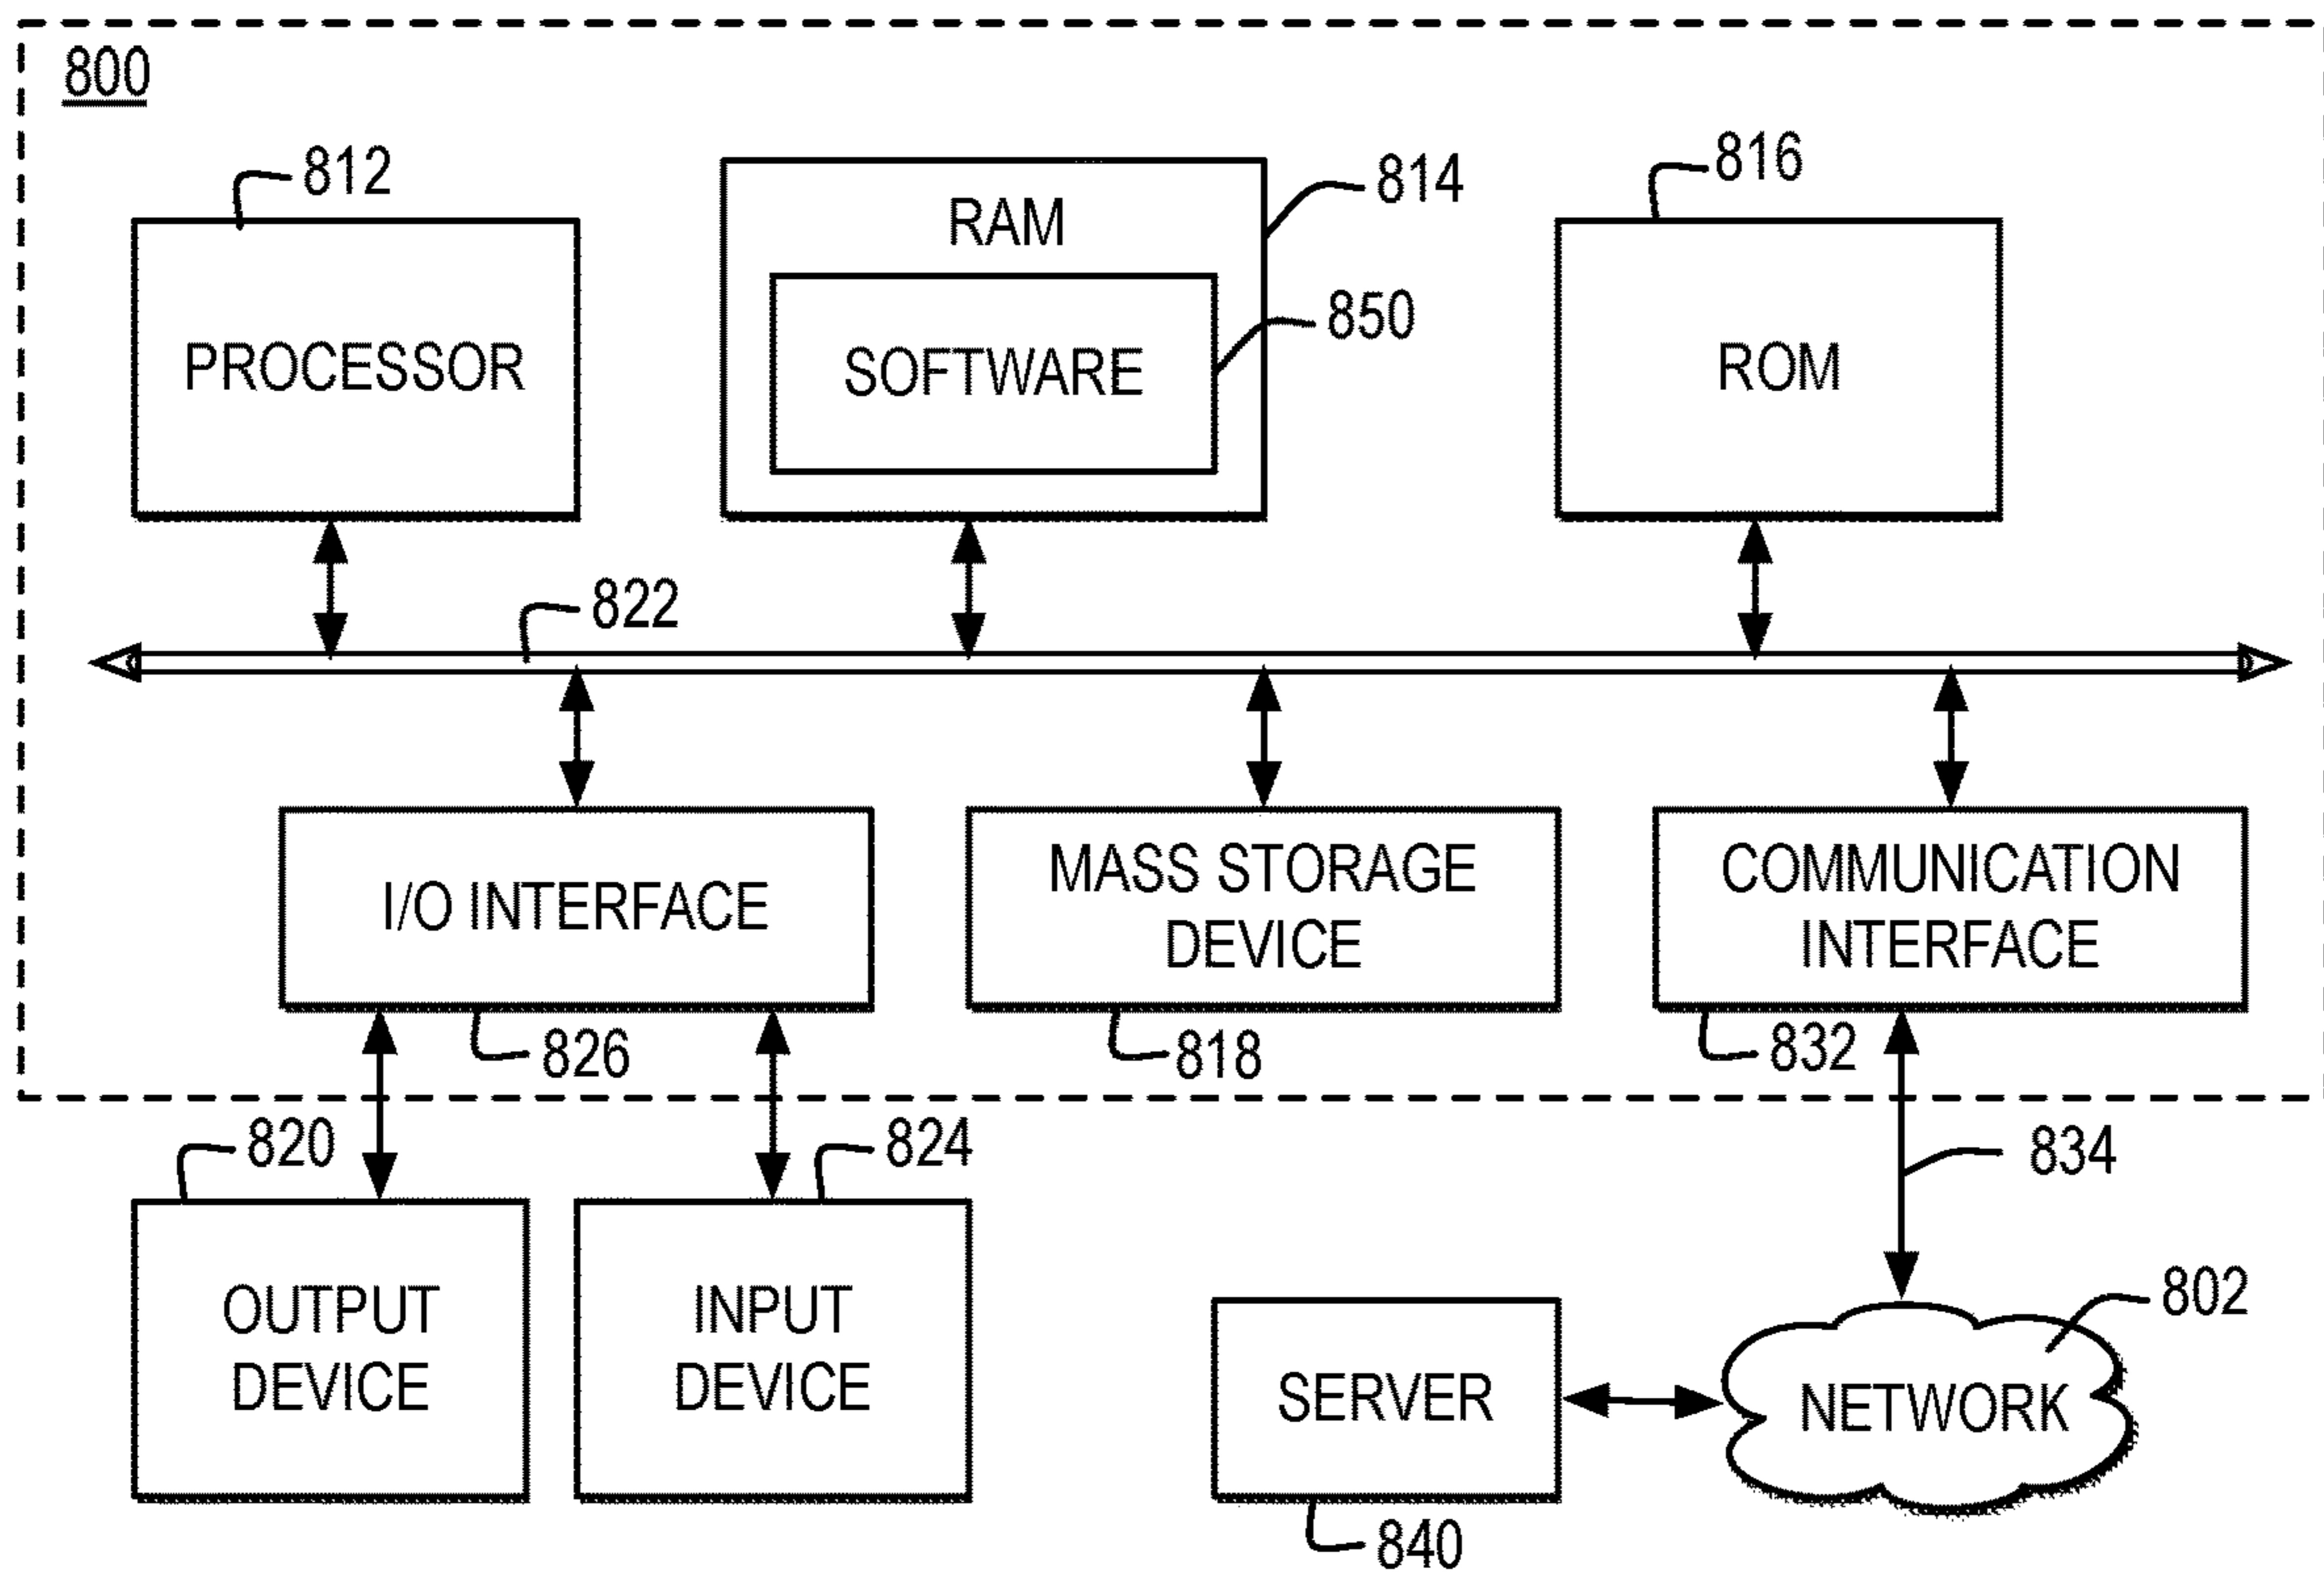 800
812
814
816
RAM
850
PROCESSOR
SOFTWARE
ROM
822
I/O INTERFACE
MASS STORAGE
DEVICE
COMMUNICATION
INTERFACE
826
818
832
820
824
834
OUTPUT
DEVICE
INPUT
DEVICE
802
SERVER
NETWORK
840